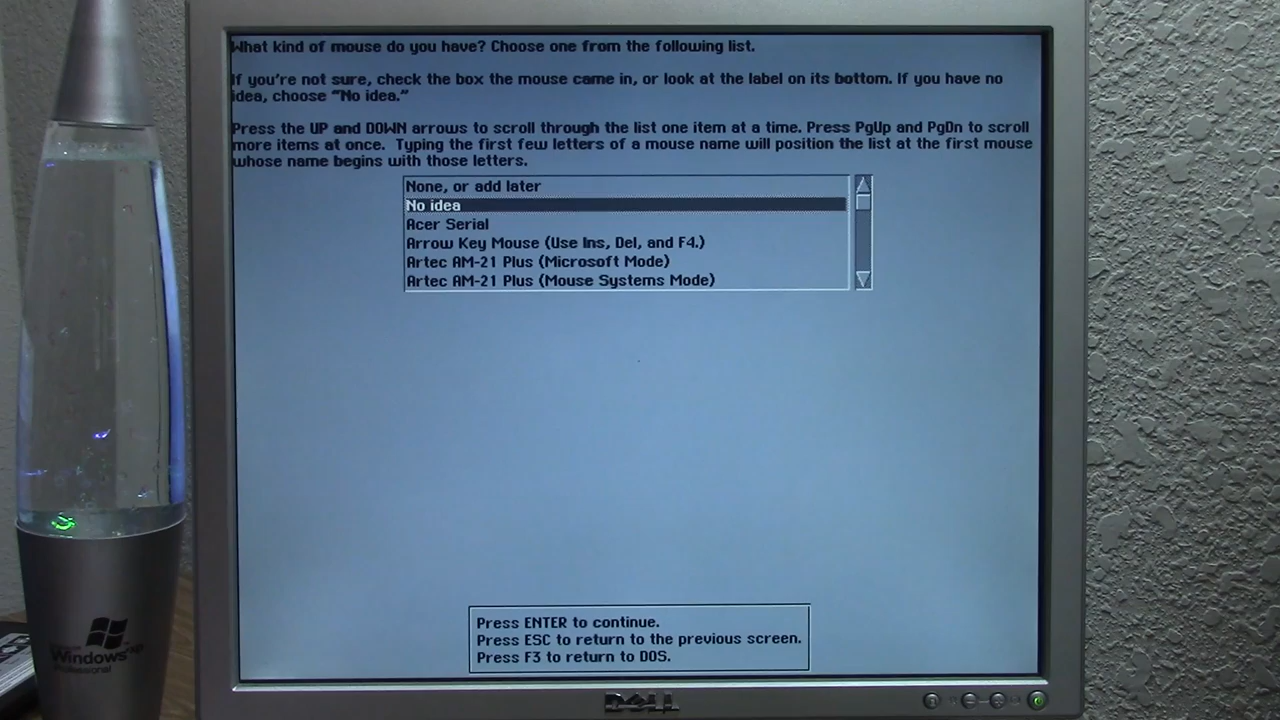 What kind of mouse do you have? Choose one from the following list.
If you're not sure, check the box the mouse came in, or look at the label on its bottom. If you have no
idea, choose "No idea."
Press the UP and DOWN arrows to scroll through the list one item at a time. Press PgUp and PgDn to scroll
more items at once. Typing the first few letters of a mouse name will position the list at the first mouse
whose name begins with those letters.
None, or add later
No idea
Acer Serial
Arrow Key Mouse (Use Ins, Del, and F4.)
Artec AM-21 Plus (Microsoft Mode)
Artec AM-21 Plus (Mouse Systems Mode)
Press ENTER to continue.
Press ESC to return to the previous screen.
Press F3 to return to DOS.
DELL
Windows xp
Professional